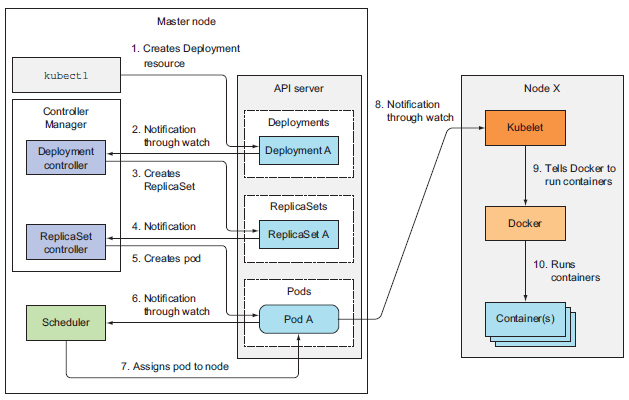 Master node
1. Creates Deployment
resource
kubectl
API server
Controller
Manager
Deployments
2. Notification
through watch
Deployment
controller
Deployment A
3. Creates
ReplicaSet
ReplicaSets
4. Notification
ReplicaSet
controller
ReplicaSet A
5. Creates pod
Pods
6. Notification
through watch
Scheduler
Pod A
7. Assigns pod to node
8. Notification
through watch
Node X
Kubelet
9. Tells Docker to
run containers
Docker
10. Runs
containers
Container(s)